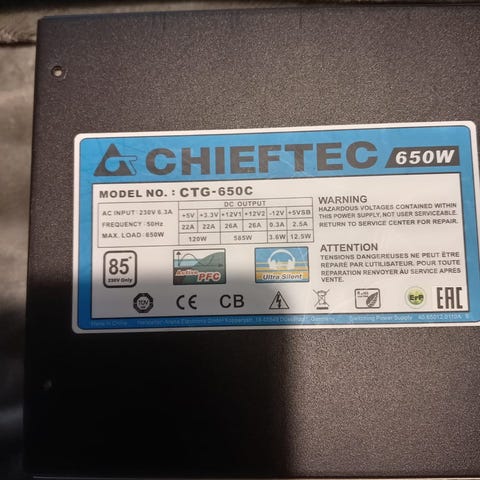 CHIEFTEC 650W
MODEL NO. : CTG-650C
AC INPUT: 230V 6.3A
FREQUENCY: 50Hz
MAX. LOAD: 650W
DC OUTPUT
+5V +3.3V +12V1 +12V2 -12V +5VSB
22A 22A 26A 26A 0.3A 2.5A
120W 585W 3.6W 12.5W
WARNING
HAZARDOUS VOLTAGES CONTAINED WITHIN
THIS POWER SUPPLY, NOT USER SERVICEABLE.
RETURN TO SERVICE CENTER FOR REPAIR.
ATTENTION
TENSIONS DANGEREUSES NE PEUT ÊTRE
RÉPARÉ PAR L'UTILISATEUR. POUR TOUTE
RÉPARATION RENVOYER AU SERVICE APRÈS
VENTE.
85+
230V Only
Active PFC
Ultra Silent
TÜV
CE
CB
ErP
EAC
Made in China
Switching Power Supply